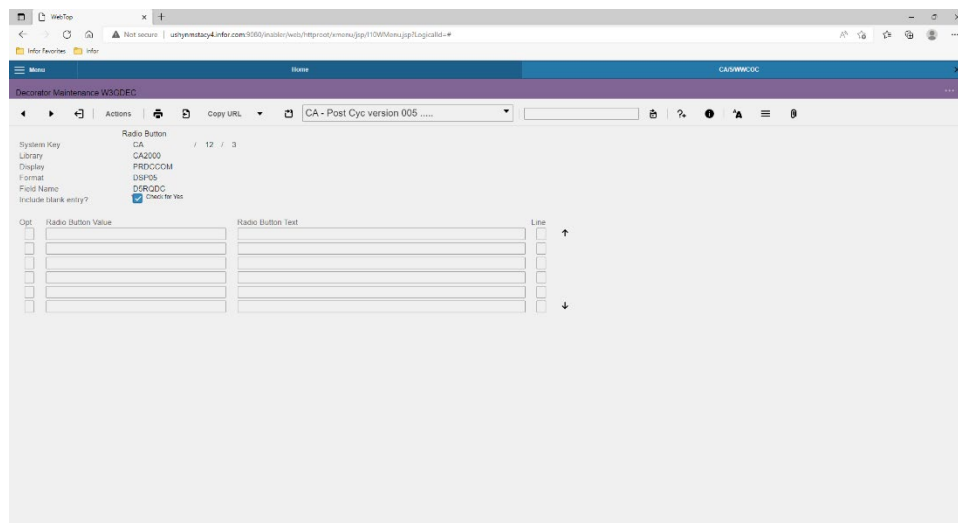 WebTop
Not secure | ushynmstacy4.infor.com:9080/inabler/web/httproot/xmenu/jsp/I10WMenu.jsp?LogicalId=#
Infor Favorites Infor
Menu Home CA/5/WWCOC
Decorator Maintenance W3GDEC
Actions Copy URL CA - Post Cyc version 005 .....
Radio Button
System Key CA / 12 / 3
Library CA2000
Display PRDCCOM
Format DSP05
Field Name D5RQDC
Include blank entry? Check for Yes
Opt Radio Button Value Radio Button Text Line